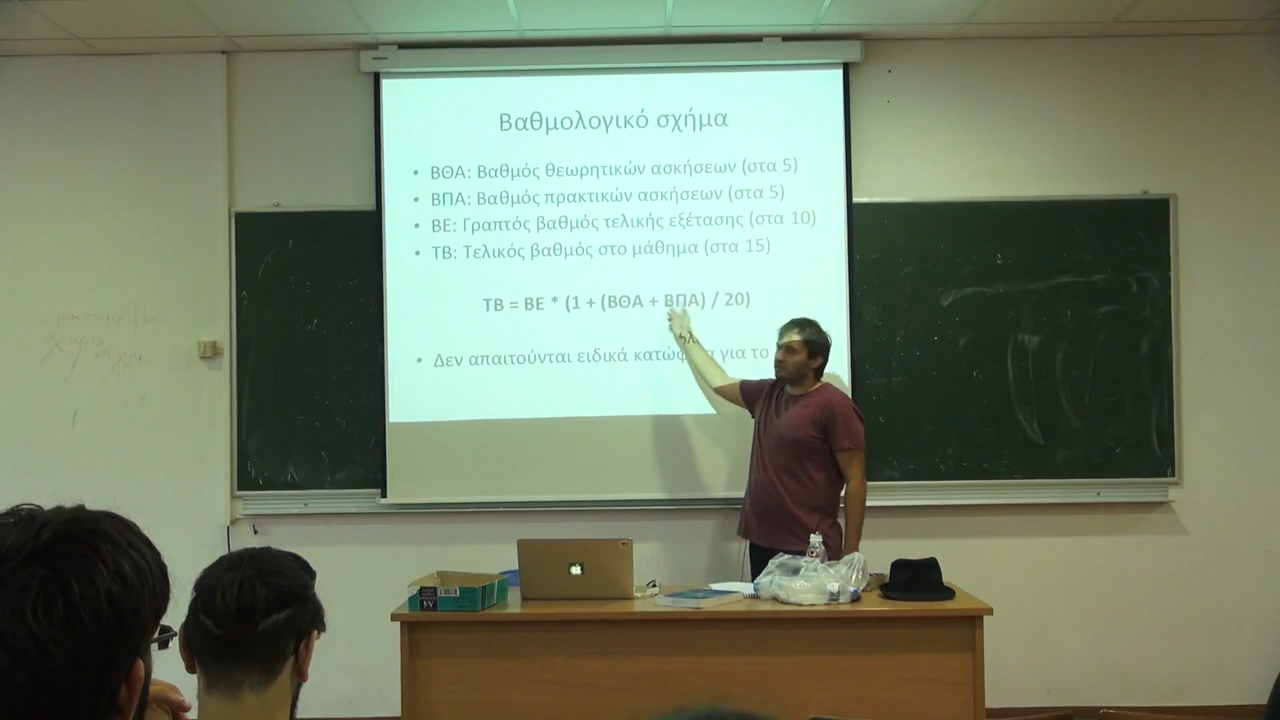 Βαθμολογικό σχήμα
• ΒΘΑ: Βαθμός θεωρητικών ασκήσεων (στα 5)
• ΒΠΑ: Βαθμός πρακτικών ασκήσεων (στα 5)
• ΒΕ: Γραπτός βαθμός τελικής εξέτασης (στα 10)
• ΤΒ: Τελικός βαθμός στο μάθημα (στα 15)
ΤΒ = ΒΕ * (1 + (ΒΘΑ + ΒΠΑ) / 20)
• Δεν απαιτούνται ειδικά για το